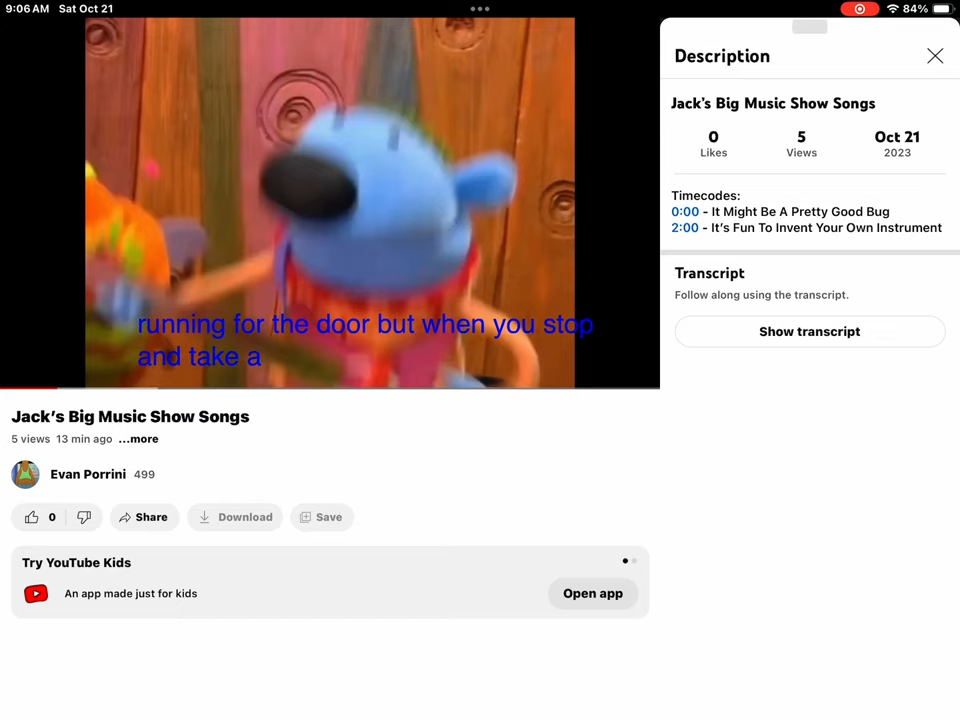 9:06 AM Sat Oct 21
84%
running for the door but when you stop
and take a
Jack's Big Music Show Songs
5 views 13 min ago ...more
Evan Porrini 499
0
Share
Download
Save
Try YouTube Kids
An app made just for kids
Open app
Description
Jack's Big Music Show Songs
0 5 Oct 21
Likes Views 2023
Timecodes:
0:00 - It Might Be A Pretty Good Bug
2:00 - It's Fun To Invent Your Own Instrument
Transcript
Follow along using the transcript.
Show transcript